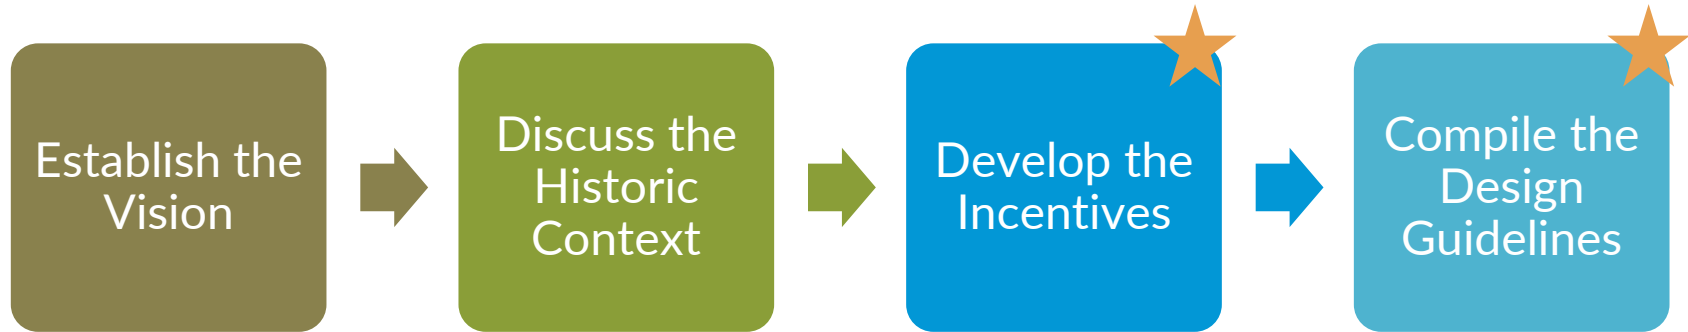 Establish the
Vision
Discuss the
Historic
Context
Develop the
Incentives
Compile the
Design
Guidelines